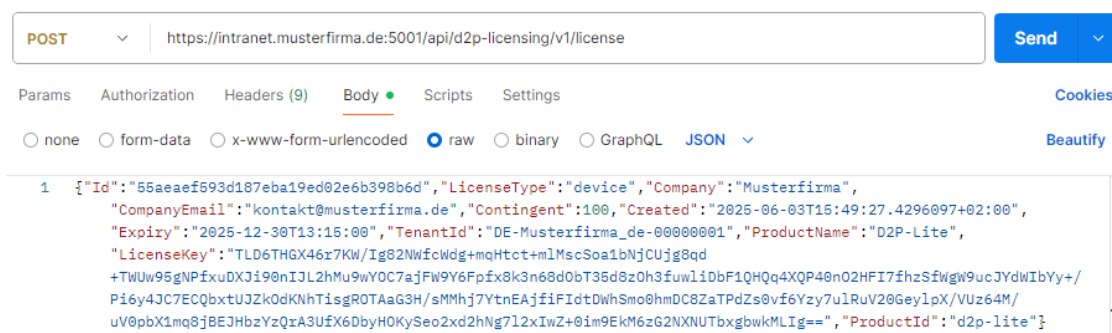 POST https://intranet.musterfirma.de:5001/api/d2p-licensing/v1/license Send
Params Authorization Headers (9) Body Scripts Settings Cookies
none form-data x-www-form-urlencoded raw binary GraphQL JSON Beautify
1 {"Id":"55aeaef593d187eba19ed02e6b398b6d","LicenseType":"device","Company":"Musterfirma",
"CompanyEmail":"kontakt@musterfirma.de","Contingent":100,"Created":"2025-06-03T15:49:27.4296097+02:00",
"Expiry":"2025-12-30T13:15:00","TenantId":"DE-Musterfirma_de-00000001","ProductName":"D2P-Lite",
"LicenseKey":"TLD6THGX46r7KW/Ig82NWfcWdg+mqHtct+mlMscSoa1bNjCUjg8qd
+TWUw95gNPfxuDXJi90nIJL2hMu9wYOC7ajFW9Y6Fpfx8k3n68dObT35d8zOh3fuwliDbF1QHQq4XQP40nO2HFI7fhzSfWgW9ucJYdWIbYy+/
Pi6y4JC7ECQbxtUJZkOdKNhTisgROTAaG3H/sMMhj7YtnEAjfiFIdtDWhSmo0hmDC8ZaTPdZs0vf6Yzy7ulRuV20GeylpX/VUz64M/
uV0pbX1mq8jBEJHbzYzQrA3UfX6DbyHOKySeo2xd2hNg7l2xIwZ+0im9EkM6zG2NXNUTbxgbwkMLIg==","ProductId":"d2p-lite"}